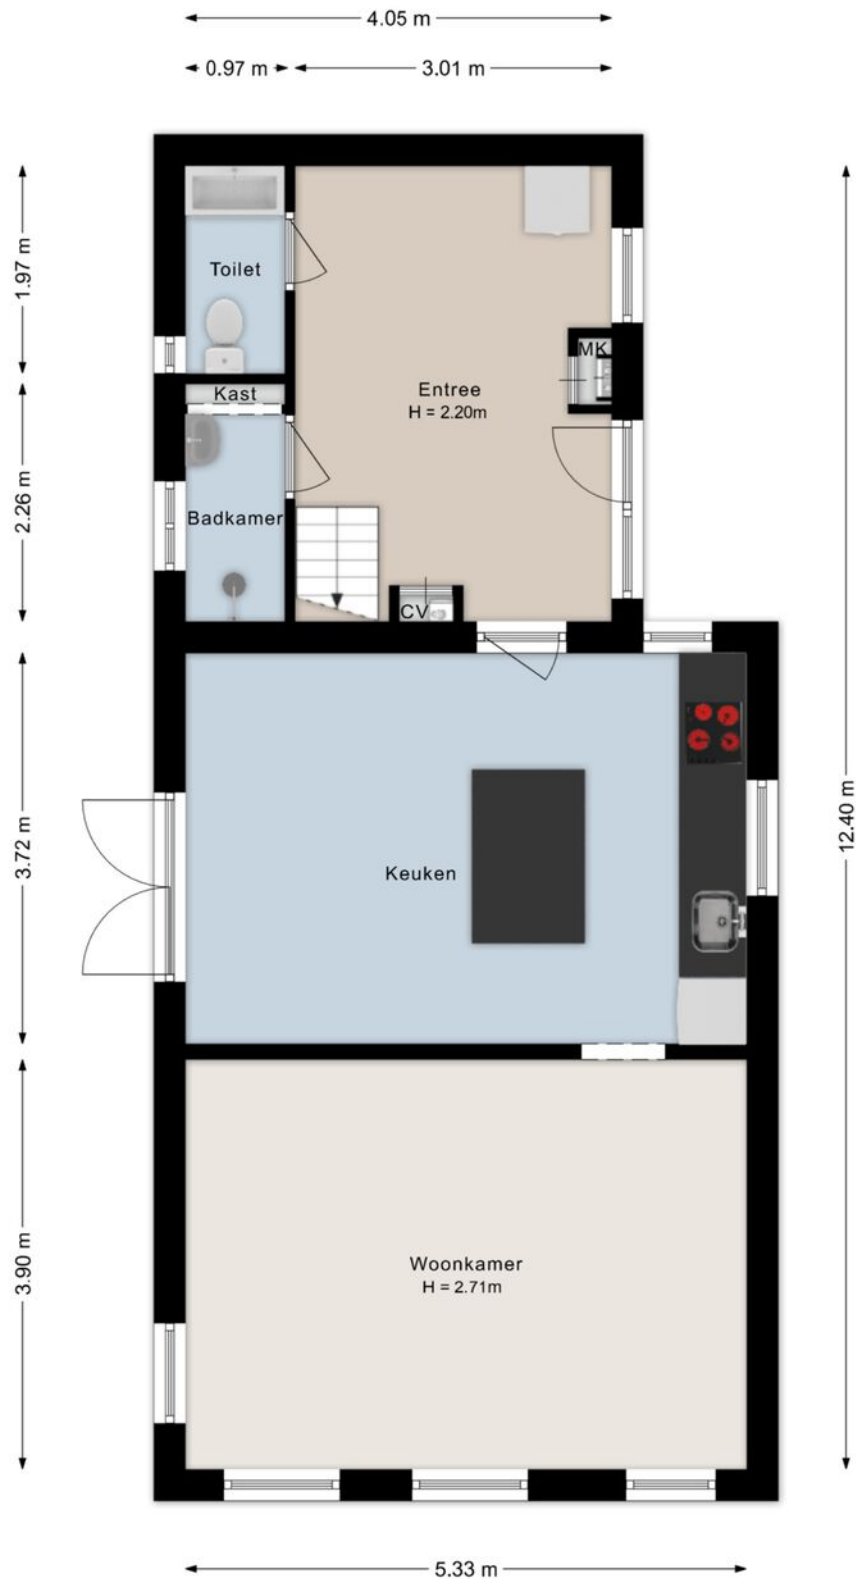 4.05 m
0.97 m
3.01 m
1.97 m
Toilet
MK
Kast
Entree
H = 2.20m
2.26 m
Badkamer
CV
3.72 m
Keuken
12.40 m
3.90 m
Woonkamer
H = 2.71m
5.33 m